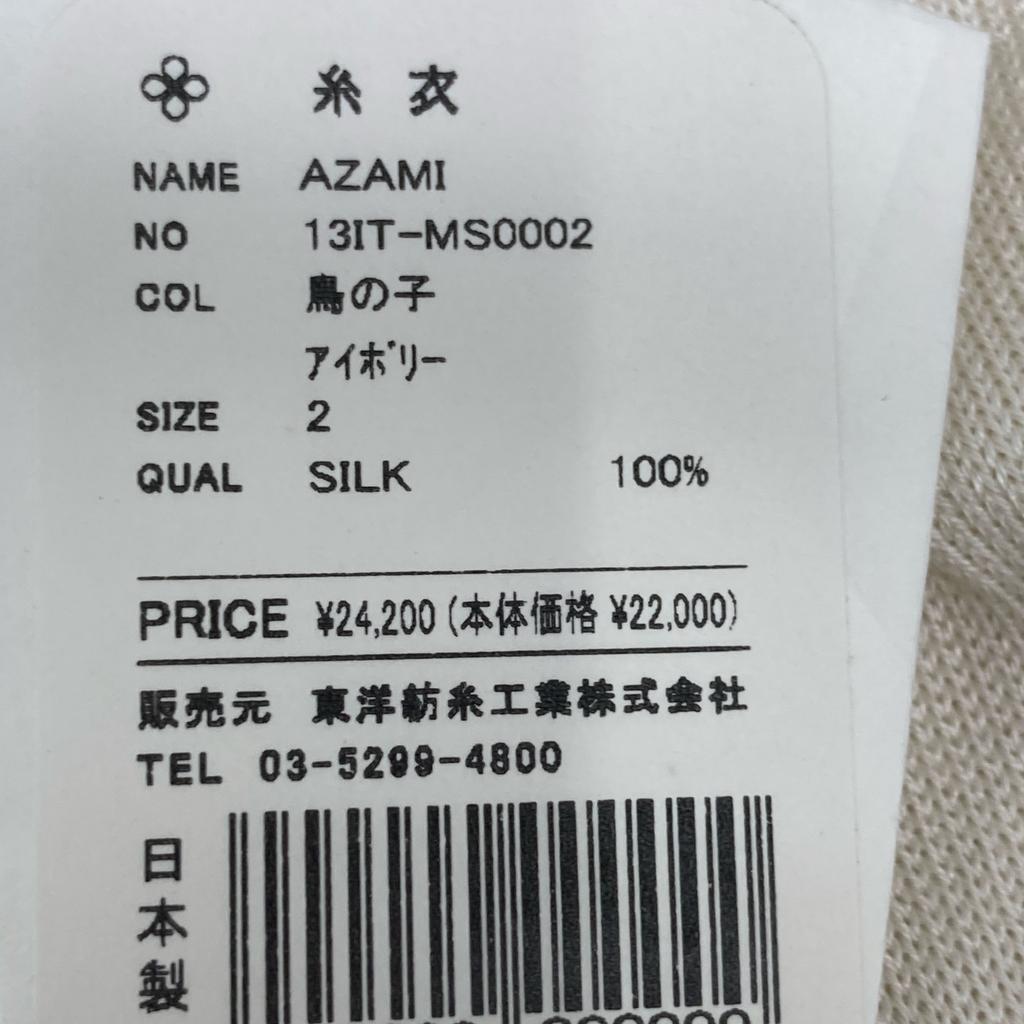 糸衣
NAME AZAMI
NO 13IT-MS0002
COL 鳥の子
アイボリー
SIZE 2
QUAL SILK 100%
PRICE ¥24,200(本体価格 ¥22,000)
販売元 東洋紡糸工業株式会社
TEL 03-5299-4800
日本製